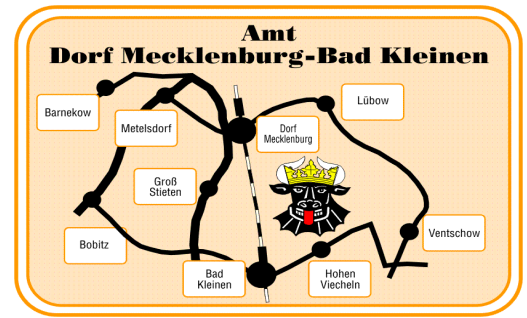 Amt
Dorf Mecklenburg-Bad Kleinen
Barnekow
Metelsdorf
Dorf
Mecklenburg
Lübow
Groß
Stieten
Bobitz
Bad
Kleinen
Hohen
Viecheln
Ventschow